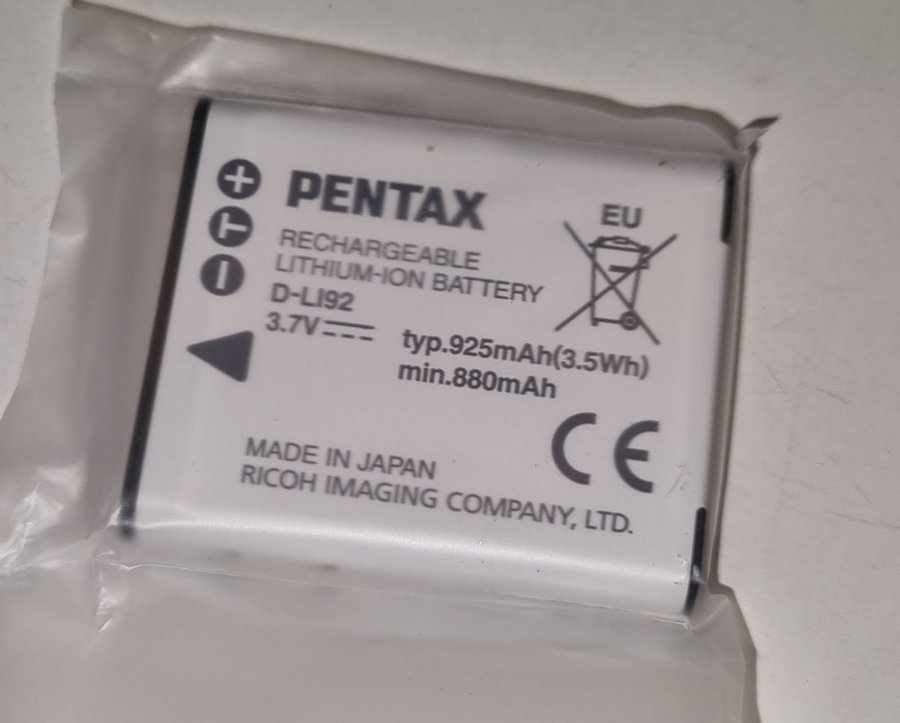 PENTAX
EU
RECHARGEABLE
LITHIUM-ION BATTERY
D-LI92
3.7V
typ.925mAh(3.5Wh)
min.880mAh
CE
MADE IN JAPAN
RICOH IMAGING COMPANY, LTD.
+
T
-